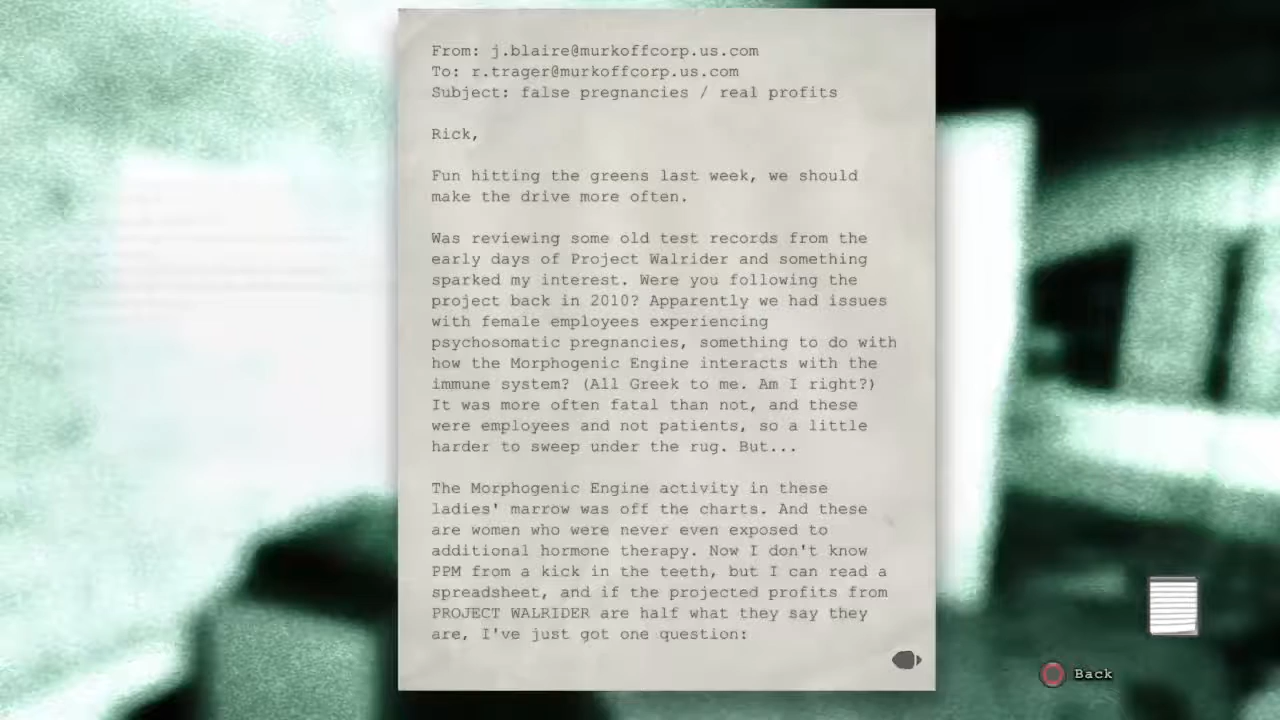 From: j.blaire@murkoffcorp.us.com
To: r.trager@murkoffcorp.us.com
Subject: false pregnancies / real profits
Rick,
Fun hitting the greens last week, we should
make the drive more often.
Was reviewing some old test records from the
early days of Project Walrider and something
sparked my interest. Were you following the
project back in 2010? Apparently we had issues
with female employees experiencing
psychosomatic pregnancies, something to do with
how the Morphogenic Engine interacts with the
immune system? (All Greek to me. Am I right?)
It was more often fatal than not, and these
were employees and not patients, so a little
harder to sweep under the rug. But...
The Morphogenic Engine activity in these
ladies' marrow was off the charts. And these
are women who were never even exposed to
additional hormone therapy. Now I don't know
PPM from a kick in the teeth, but I can read a
spreadsheet, and if the projected profits from
PROJECT WALRIDER are half what they say they
are, I've just got one question:
Back